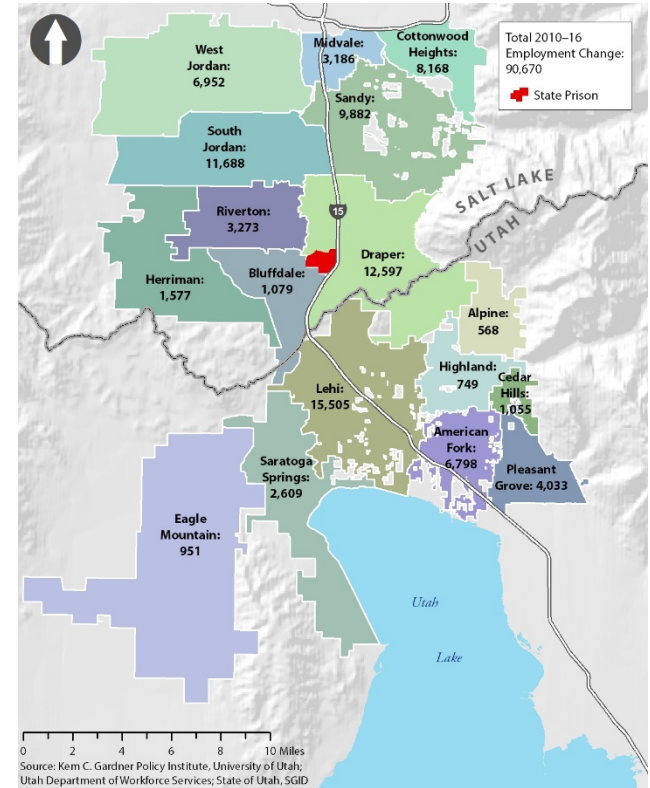 West
Jordan:
6,952
Midvale:
3,186
Cottonwood
Heights:
8,168
Total 2010–16
Employment Change:
90,670
State Prison
Sandy:
9,882
South
Jordan:
11,688
SALT LAKE
UTAH
Riverton:
3,273
15
Draper:
12,597
Herriman:
1,577
Bluffdale:
1,079
Alpine:
568
Highland:
749
Cedar
Hills:
1,055
Lehi:
15,505
American
Fork:
6,798
Pleasant
Grove: 4,033
Saratoga
Springs:
2,609
Eagle
Mountain:
951
Utah
Lake
0 2 4 6 8 10 Miles
Source: Kem C. Gardner Policy Institute, University of Utah;
Utah Department of Workforce Services; State of Utah, SGID